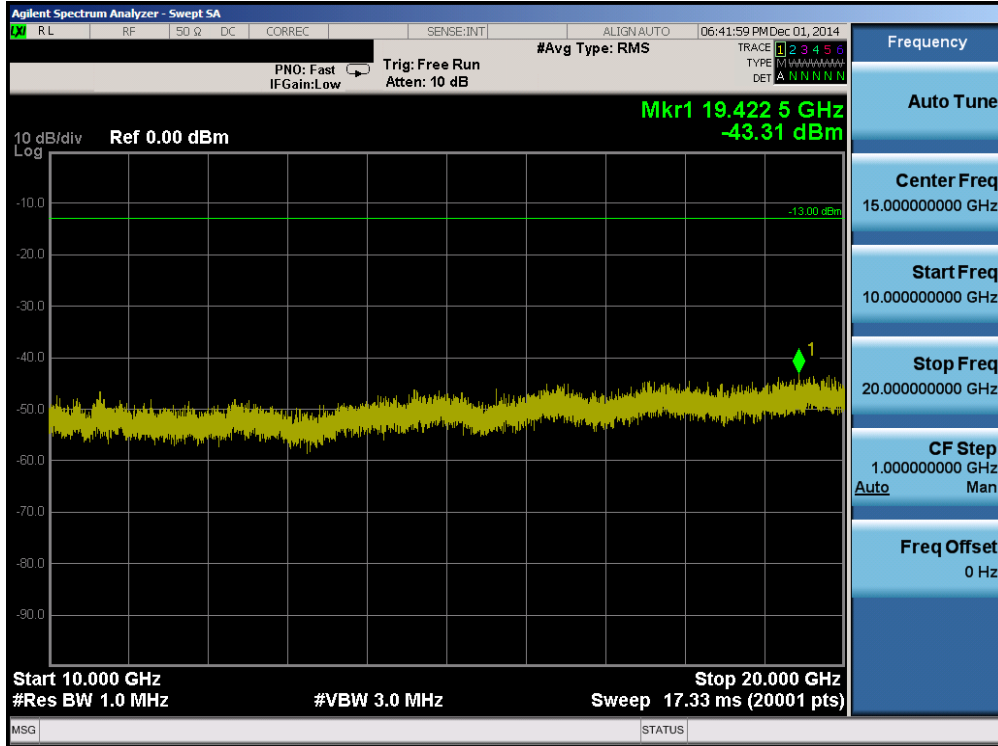 Agilent Spectrum Analyzer - Swept SA
LXI RL RF 50 Ω DC CORREC SENSE:INT ALIGN AUTO 06:41:59 PM Dec 01, 2014
Frequency
PNO: Fast
IFGain:Low
Trig: Free Run
Atten: 10 dB
#Avg Type: RMS
TRACE 1 2 3 4 5 6
TYPE M
DET A N N N N N
Auto Tune
Mkr1 19.422 5 GHz
-43.31 dBm
10 dB/div
Log
Ref 0.00 dBm
Center Freq
15.000000000 GHz
-10.0
-13.00 dBm
-20.0
Start Freq
10.000000000 GHz
-30.0
-40.0
1
Stop Freq
20.000000000 GHz
-50.0
CF Step
1.000000000 GHz
Auto Man
-60.0
-70.0
Freq Offset
0 Hz
-80.0
-90.0
Start 10.000 GHz
Stop 20.000 GHz
#Res BW 1.0 MHz
#VBW 3.0 MHz
Sweep 17.33 ms (20001 pts)
MSG
STATUS